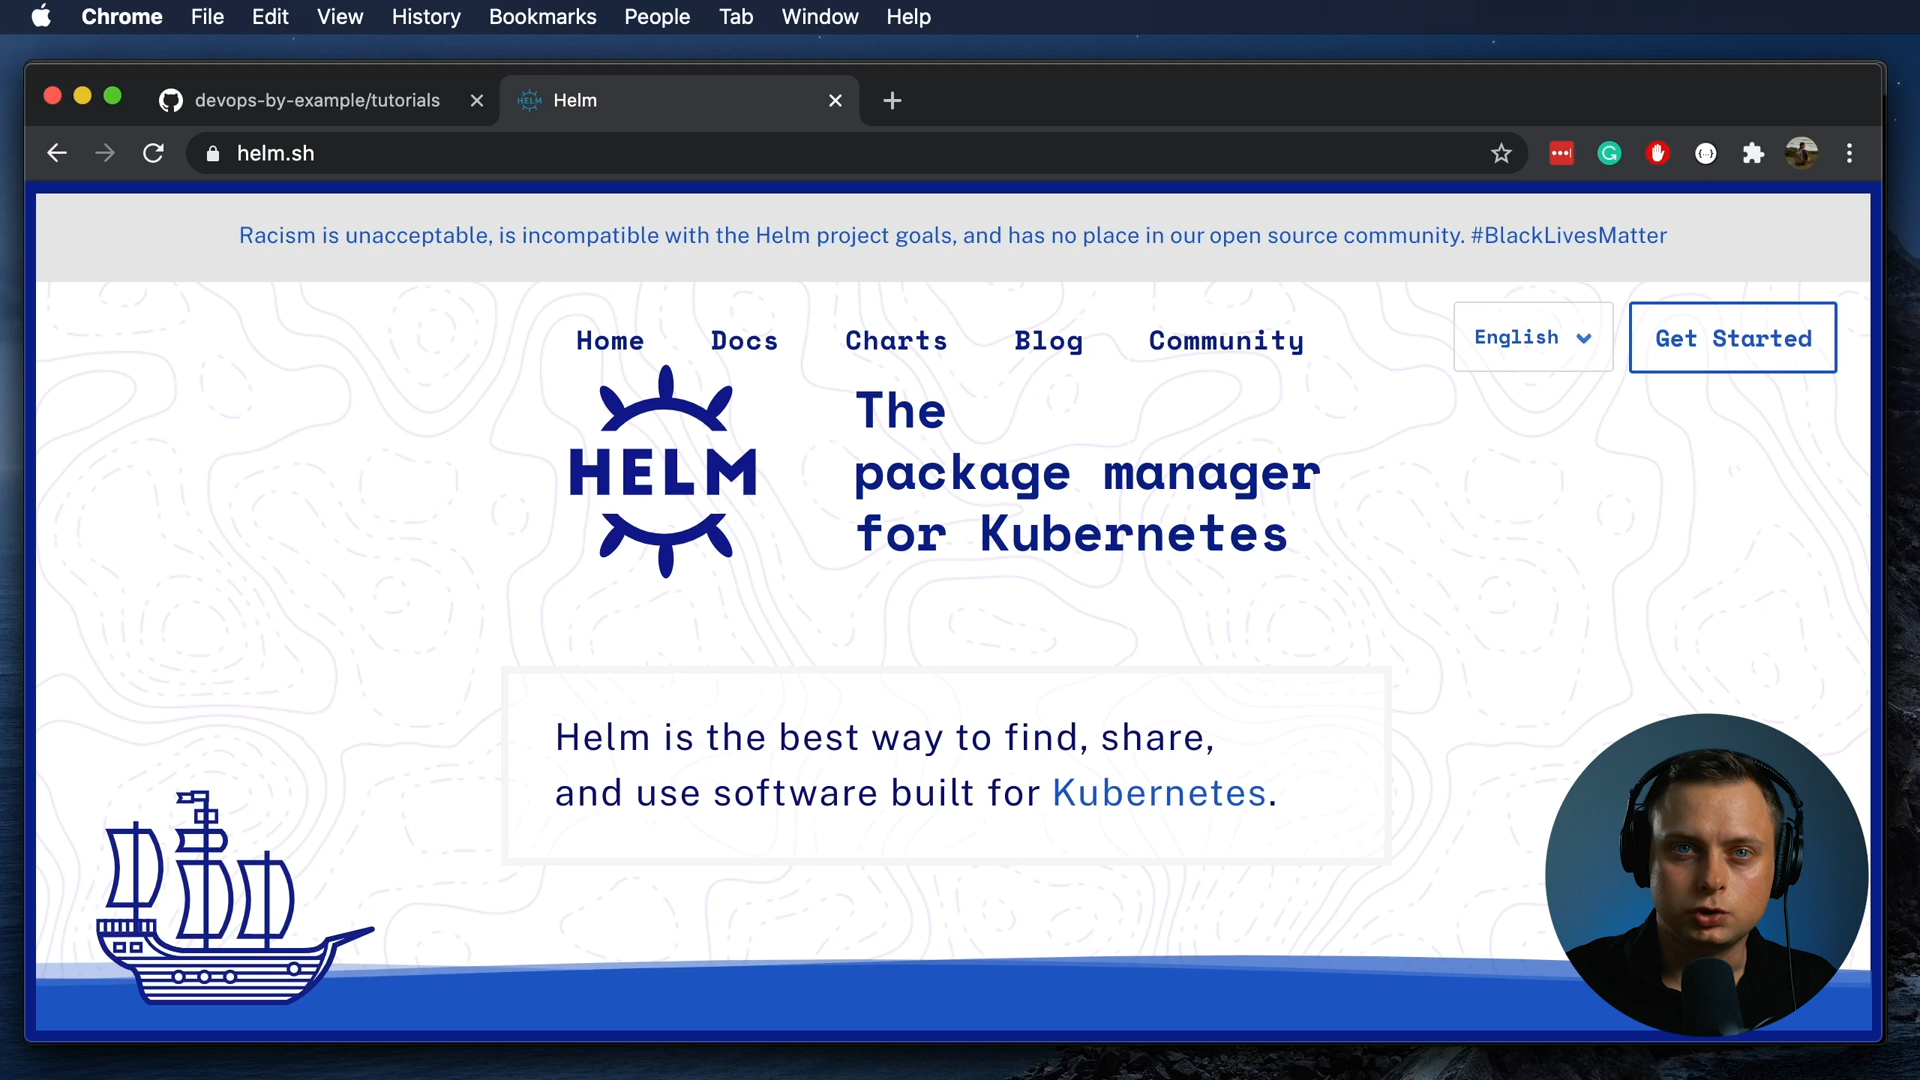 Chrome File Edit View History Bookmarks People Tab Window Help
devops-by-example/tutorials
HELM
Helm
helm.sh
Racism is unacceptable, is incompatible with the Helm project goals, and has no place in our open source community. #BlackLivesMatter
Home Docs Charts Blog Community
English
Get Started
HELM
The
package manager
for Kubernetes
Helm is the best way to find, share,
and use software built for Kubernetes.